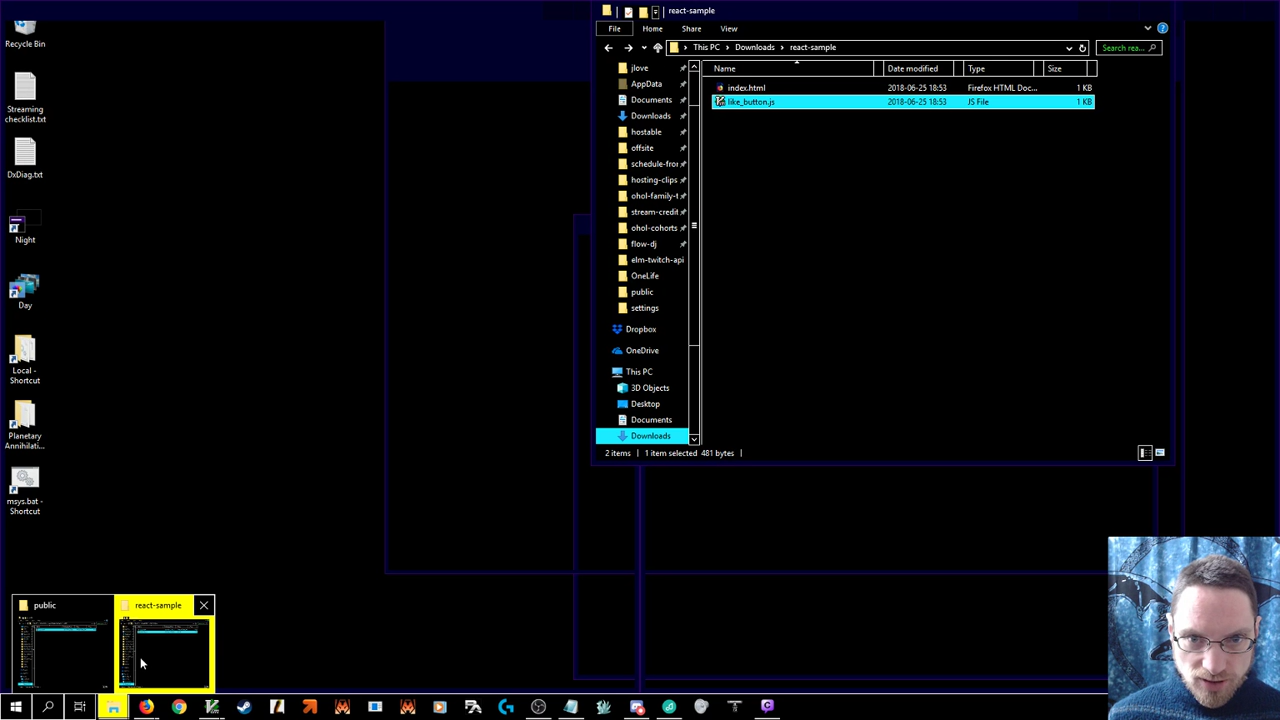 react-sample
File Home Share View
This PC Downloads react-sample
Search rea...
Name Date modified Type Size
index.html 2018-06-25 18:53 Firefox HTML Doc... 1 KB
like_button.js 2018-06-25 18:53 JS File 1 KB
jlove
AppData
Documents
Downloads
hostable
offsite
schedule-fror
hosting-clips
ohol-family-t
stream-credit
ohol-cohorts
flow-dj
elm-twitch-api
OneLife
public
settings
Dropbox
OneDrive
This PC
3D Objects
Desktop
Documents
Downloads
2 items 1 item selected 481 bytes
Recycle Bin
Streaming
checklist.txt
DxDiag.txt
Night
Day
Local -
Shortcut
Planetary
Annihilati...
msys.bat -
Shortcut
public
react-sample